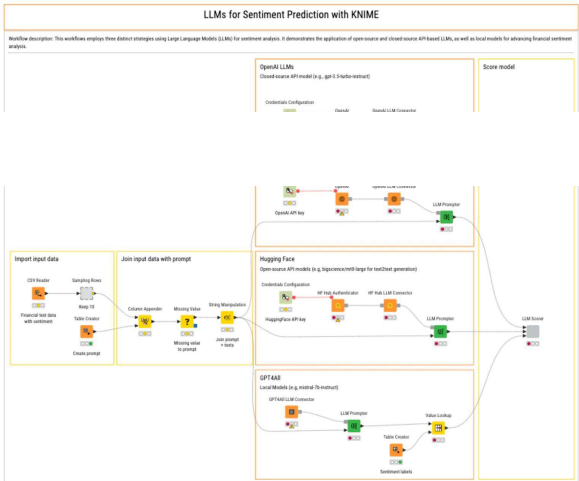 LLMs for Sentiment Prediction with KNIME
Workflow description: This workflows employs three distinct strategies using Large Language Models (LLMs) for sentiment analysis. It demonstrates the application of open-source and closed-source API-based LLMs, as well as local models for advancing financial sentiment
analysis.
OpenAI LLMs
Closed-source API model (e.g., gpt-3.5-turbo-instruct)
Score model
Credentials Configuration
OpenAI
OpenAI LLM Connector
LLM Prompter
OpenAI API key
Import input data
Join input data with prompt
Hugging Face
Open-source API models (e.g, bigscience/mt0-large for text2text generation)
CSV Reader
Sampling Rows
Credentials Configuration
HF Hub Authenticator
HF Hub LLM Connector
Keep 10
Column Appender
Missing Value
String Manipulation
Financial text data
with sentiment
Table Creator
HuggingFace API key
LLM Prompter
LLM Scorer
Join prompt
+ texts
Missing value
to prompt
Create prompt
GPT4All
Local Models (e.g, mistral-7b-instruct)
GPT4All LLM Connector
LLM Prompter
Value Lookup
Table Creator
Sentiment labels